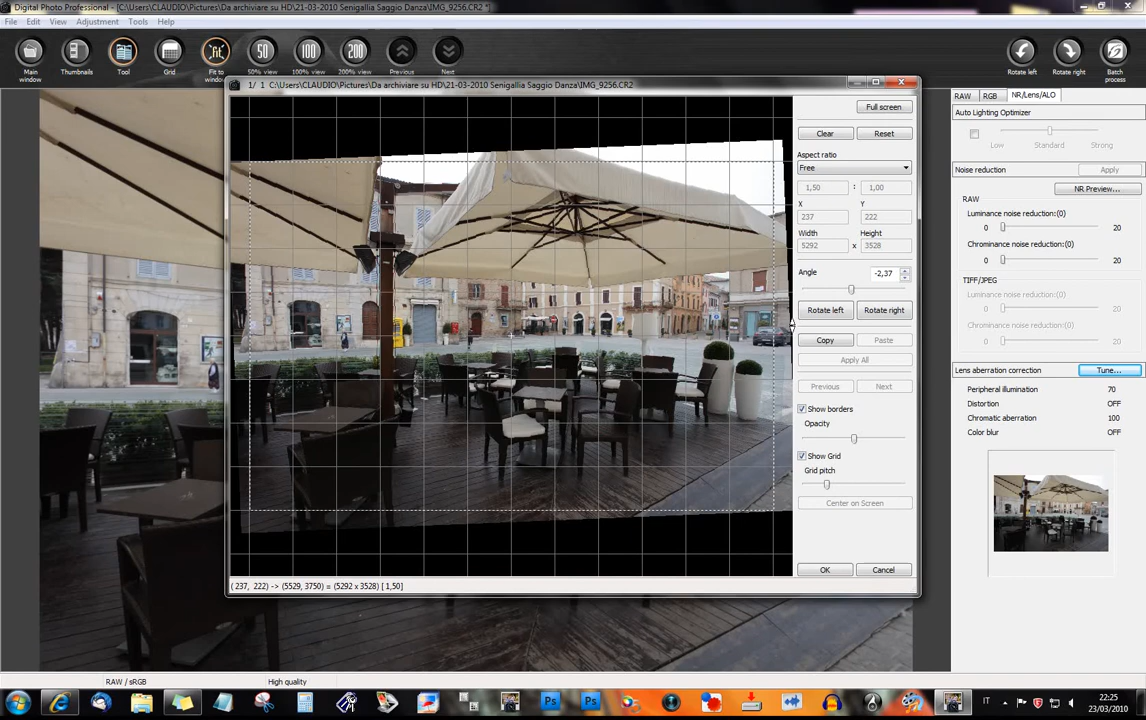 Digital Photo Professional - [C:\Users\CLAUDIO\Pictures\Da archiviare su HD\21-03-2010 Senigallia Saggio Danza\IMG_9256.CR2 *]
File Edit View Adjustment Tools Help
50 100 200
Main window Thumbnails Tool Grid Fit to window 50% view 100% view 200% view Previous Next Rotate left Rotate right Batch process
1/ 1 C:\Users\CLAUDIO\Pictures\Da archiviare su HD\21-03-2010 Senigallia Saggio Danza\IMG_9256.CR2
Full screen
Clear Reset
Aspect ratio
Free
1,50 : 1,00
X Y
237 222
Width Height
5292 x 3528
Angle -2,37
Rotate left Rotate right
Copy Paste
Apply All
Previous Next
Show borders
Opacity
Show Grid
Grid pitch
Center on Screen
OK Cancel
( 237, 222) -> (5529, 3750) = (5292 x 3528) [ 1,50]
RAW RGB NR/Lens/ALO
Auto Lighting Optimizer
Low Standard Strong
Noise reduction Apply
NR Preview...
RAW
Luminance noise reduction:(0)
0 20
Chrominance noise reduction:(0)
0 20
TIFF/JPEG
Luminance noise reduction:(0)
0 20
Chrominance noise reduction:(0)
0 20
Lens aberration correction Tune...
Peripheral illumination 70
Distortion OFF
Chromatic aberration 100
Color blur OFF
RAW / sRGB High quality
IT
22:25
23/03/2010